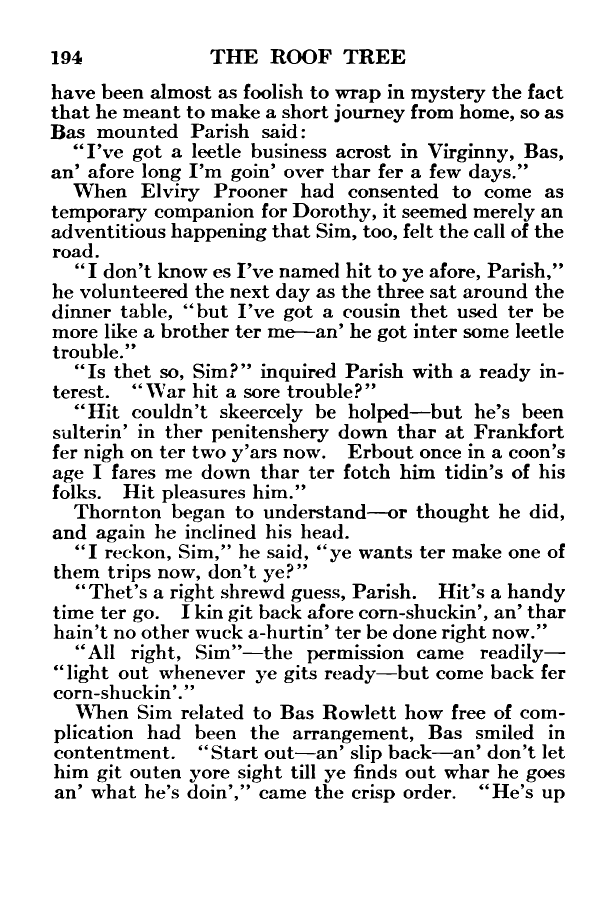 194 THE ROOF TREE
have been almost as foolish to wrap in mystery the fact
that he meant to make a short journey from home, so as
Bas mounted Parish said:
"I've got a leetle business acrost in Virginny, Bas,
an' afore long I'm goin' over thar fer a few days."
When Elviry Prooner had consented to come as
temporary companion for Dorothy, it seemed merely an
adventitious happening that Sim, too, felt the call of the
road.
"I don't know es I've named hit to ye afore, Parish,"
he volunteered the next day as the three sat around the
dinner table, "but I've got a cousin thet used ter be
more like a brother ter me—an' he got inter some leetle
trouble."
"Is thet so, Sim?" inquired Parish with a ready in-
terest. "War hit a sore trouble?"
"Hit couldn't skeercely be holped—but he's been
sulterin' in ther penitenshery down thar at Frankfort
fer nigh on ter two y'ars now. Erbout once in a coon's
age I fares me down thar ter fotch him tidin's of his
folks. Hit pleasures him."
Thornton began to understand—or thought he did,
and again he inclined his head.
"I reckon, Sim," he said, "ye wants ter make one of
them trips now, don't ye?"
"Thet's a right shrewd guess, Parish. Hit's a handy
time ter go. I kin git back afore corn-shuckin', an' thar
hain't no other wuck a-hurtin' ter be done right now."
"All right, Sim"—the permission came readily—
"light out whenever ye gits ready—but come back fer
corn-shuckin'."
When Sim related to Bas Rowlett how free of com-
plication had been the arrangement, Bas smiled in
contentment. "Start out—an' slip back—an' don't let
him git outen yore sight till ye finds out whar he goes
an' what he's doin'," came the crisp order. "He's up